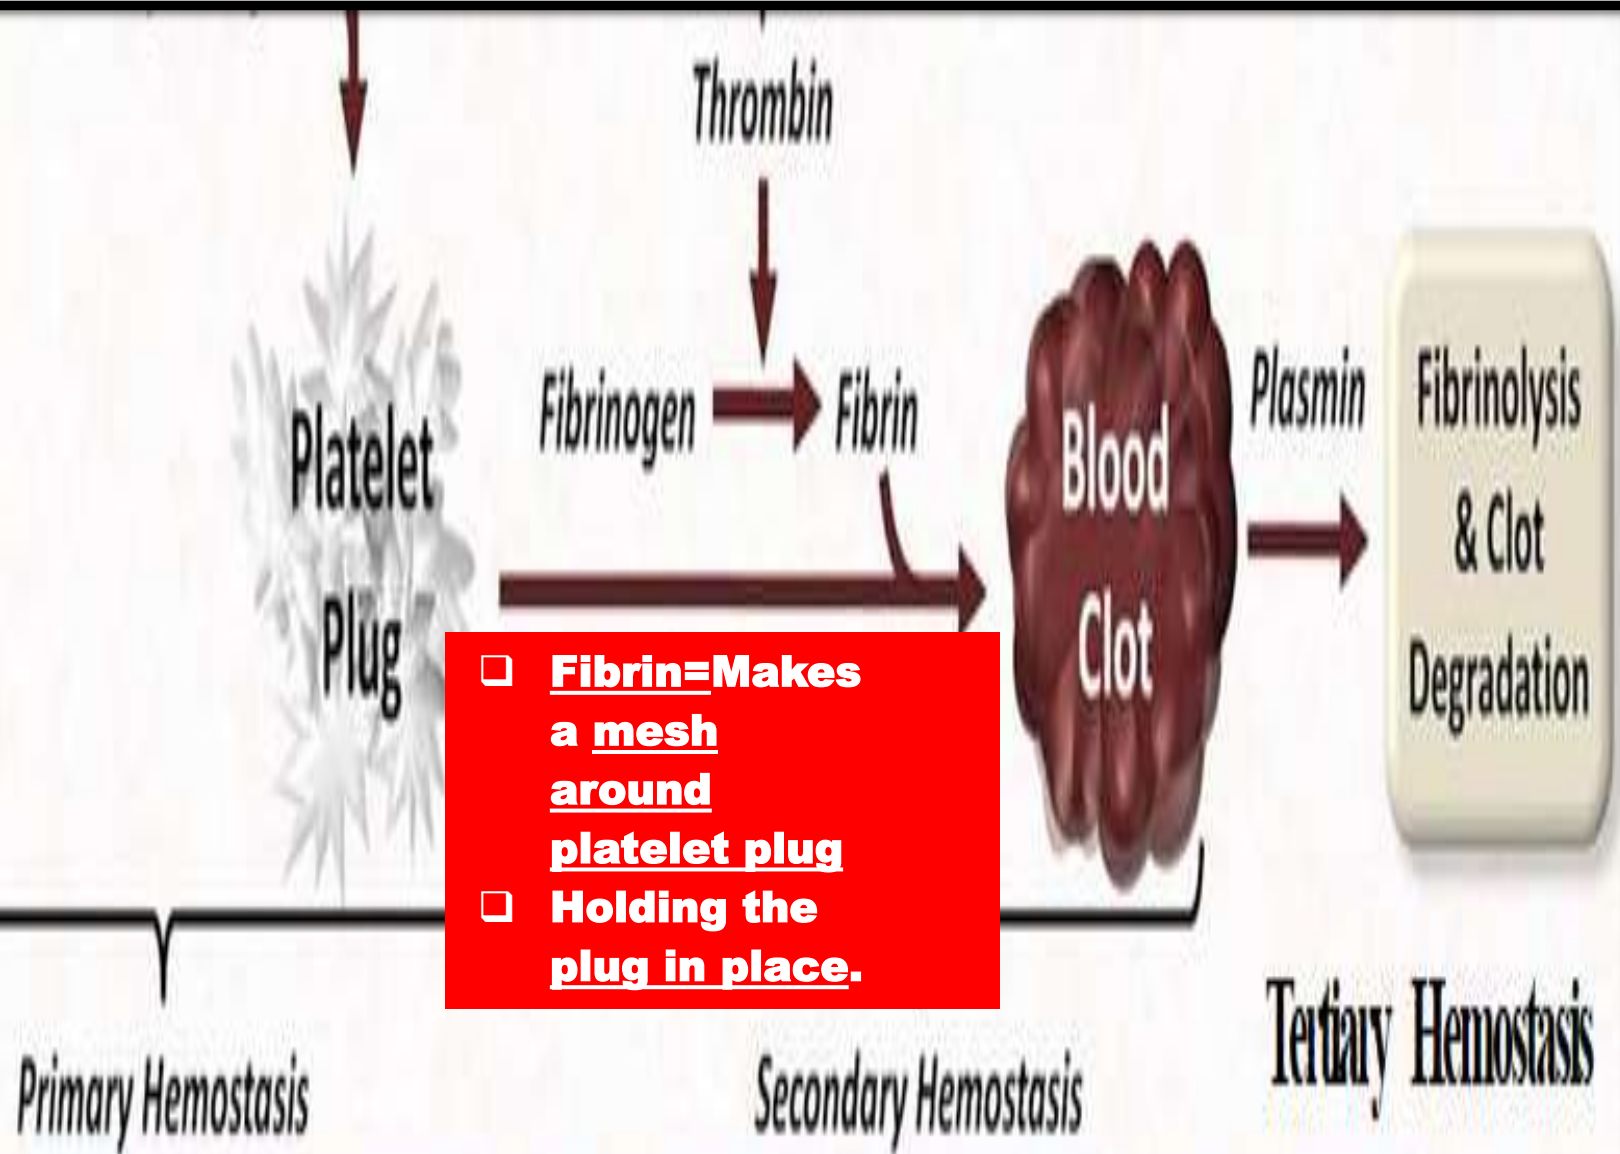 Thrombin
Fibrinogen
Fibrin
Platelet
Plug
Blood
Clot
Plasmin
Fibrinolysis
& Clot
Degradation
❑ Fibrin=Makes
a mesh
around
platelet plug
❑ Holding the
plug in place.
Primary Hemostasis
Secondary Hemostasis
Tertiary Hemostasis